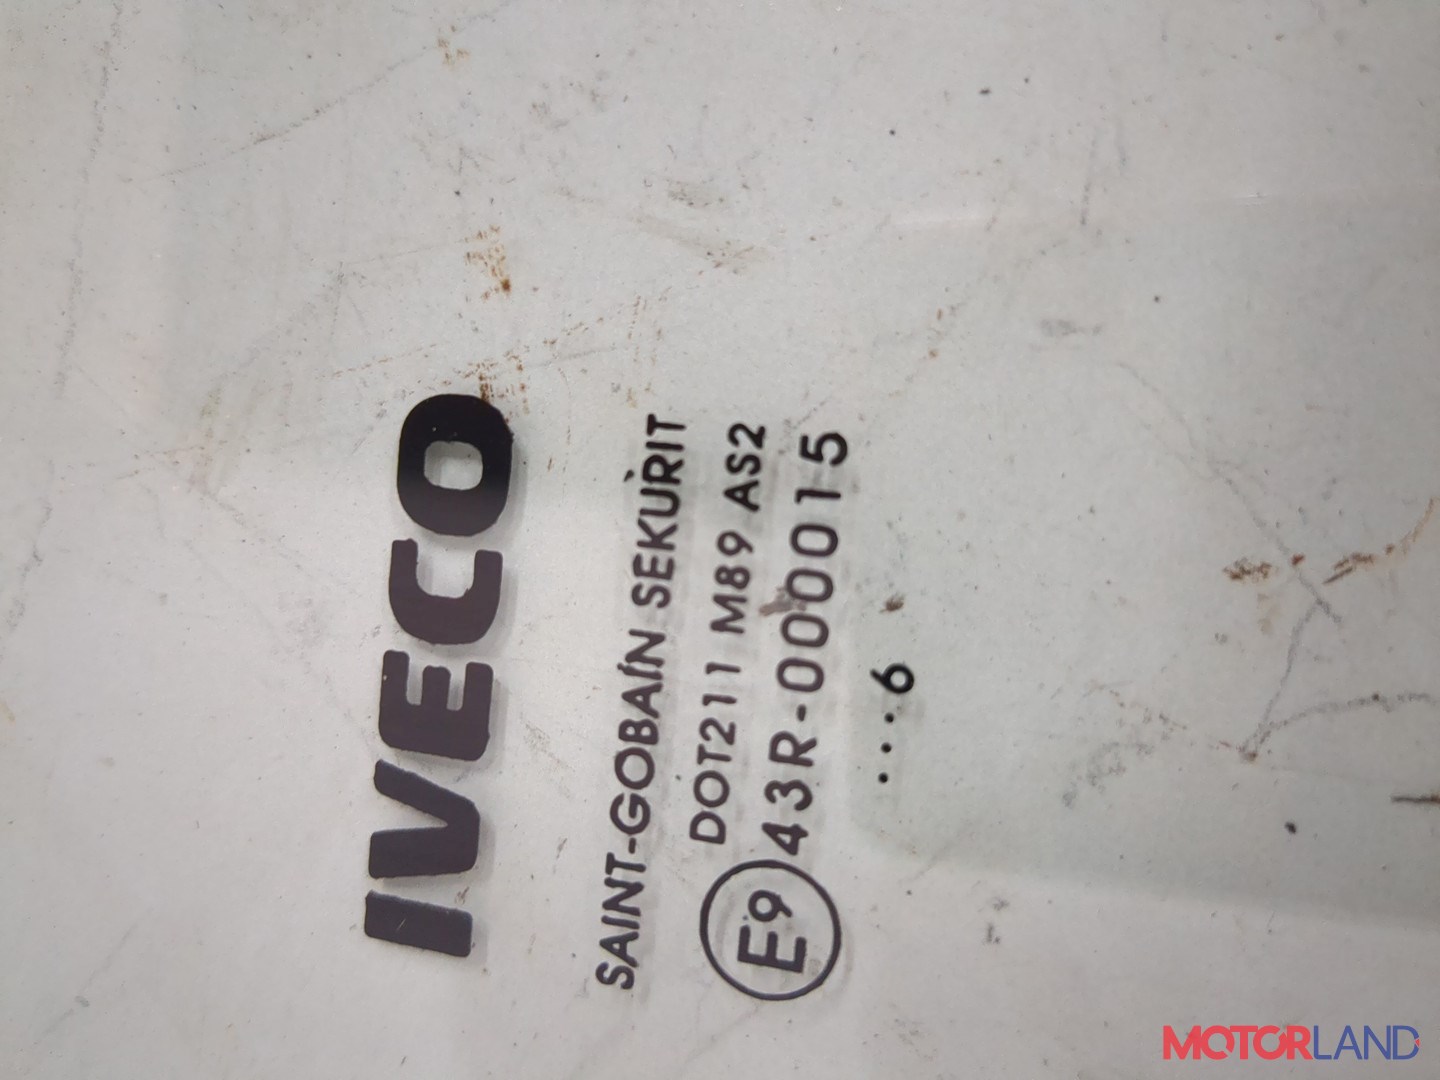 IVECO
SAINT-GOBAIN SEKURIT
DOT211 M89 AS2
E9 43R-000015
....6
MOTORLAND